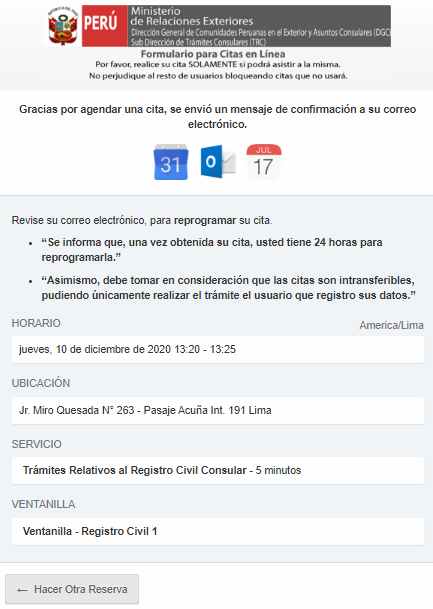 PERÚ
Ministerio
de Relaciones Exteriores
Dirección General de Comunidades Peruanas en el Exterior y Asuntos Consulares (DGC)
Sub Dirección de Trámites Consulares (TRC)
Formulario para Citas en Línea
Por favor, realice su cita SOLAMENTE si podrá asistir a la misma.
No perjudique al resto de usuarios bloqueando citas que no usará.
Gracias por agendar una cita, se envió un mensaje de confirmación a su correo
electrónico.
31
JUL
17
Revise su correo electrónico, para reprogramar su cita.
• “Se informa que, una vez obtenida su cita, usted tiene 24 horas para
reprogramarla.”
• “Asimismo, debe tomar en consideración que las citas son intransferibles,
pudiendo únicamente realizar el trámite el usuario que registro sus datos.”
HORARIO
America/Lima
jueves, 10 de diciembre de 2020 13:20 - 13:25
UBICACIÓN
Jr. Miro Quesada N° 263 - Pasaje Acuña Int. 191 Lima
SERVICIO
Trámites Relativos al Registro Civil Consular - 5 minutos
VENTANILLA
Ventanilla - Registro Civil 1
← Hacer Otra Reserva